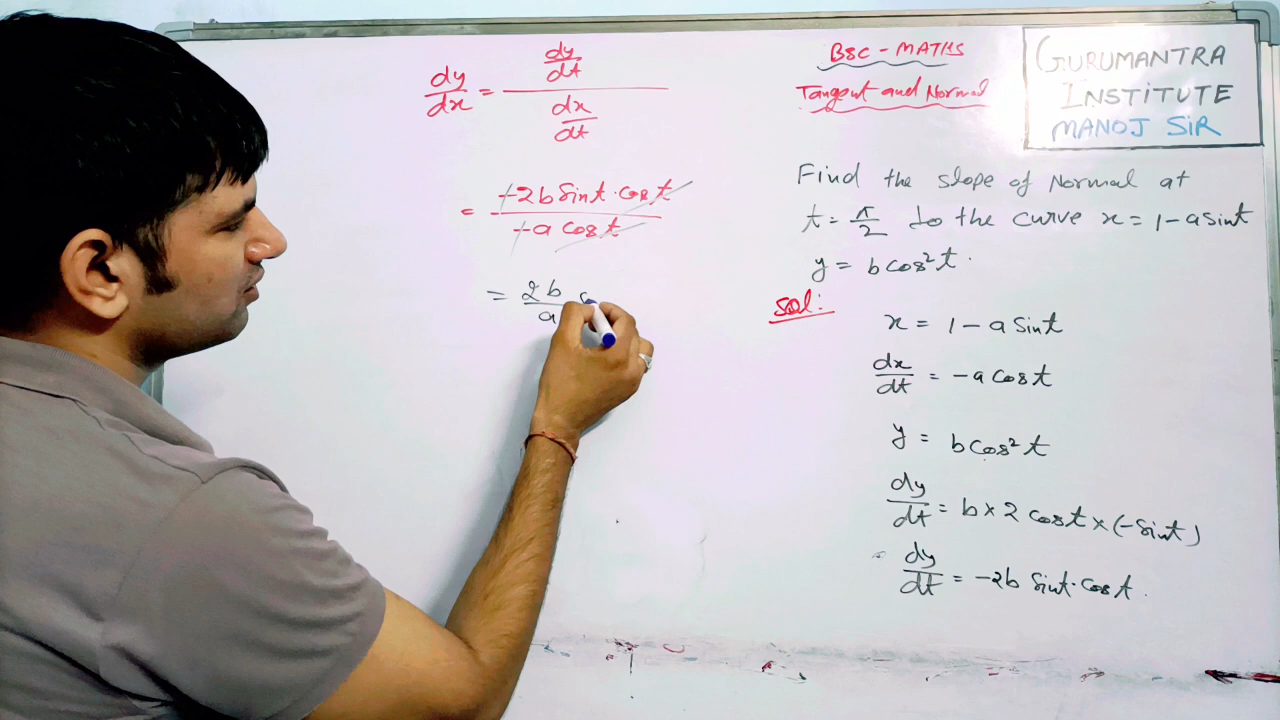 BSC - MATHS
Tangent and Normal
GURUMANTRA
INSTITUTE
MANOJ SIR
Find the slope of Normal at
t = π/2 to the curve x = 1 - a sint
y = b cos²t.
Sol:
x = 1 - a sint
dx/dt = -a cost
y = b cos²t
dy/dt = b × 2 cost × (-sint)
dy/dt = -2b sint · cost.
dy/dx = (dy/dt)/(dx/dt)
= (-2b sint · cost)/(-a cost)
= 2b/a